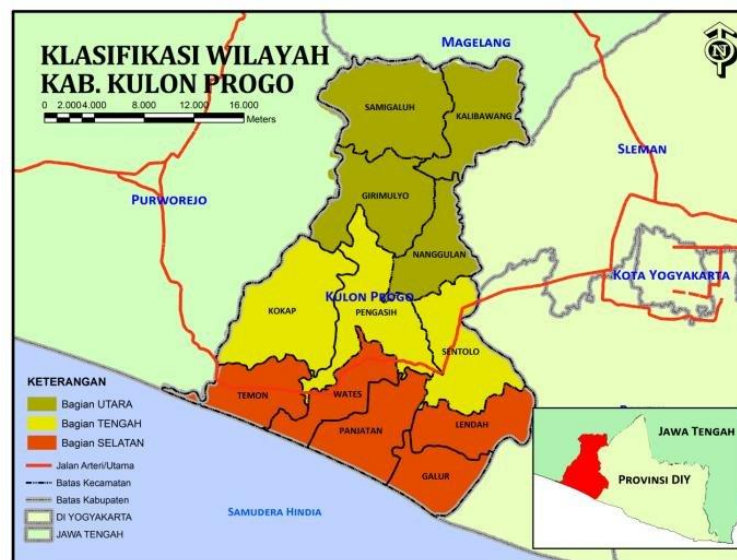 KLASIFIKASI WILAYAH
KAB. KULON PROGO
0 2.0004.000 8.000 12.000 16.000
Meters
MAGELANG
N
SAMIGALUH
KALIBAWANG
SLEMAN
PURWOREJO
GIRIMULYO
NANGGULAN
KOTA YOGYAKARTA
KULON PROGO
KOKAP
PENGASIH
SENTOLO
TEMON
WATES
PANJATAN
LENDAH
GALUR
SAMUDERA HINDIA
KETERANGAN
Bagian UTARA
Bagian TENGAH
Bagian SELATAN
Jalan Arteri/Utama
Batas Kecamatan
Batas Kabupaten
DI YOGYAKARTA
JAWA TENGAH
JAWA TENGAH
PROVINSI DIY